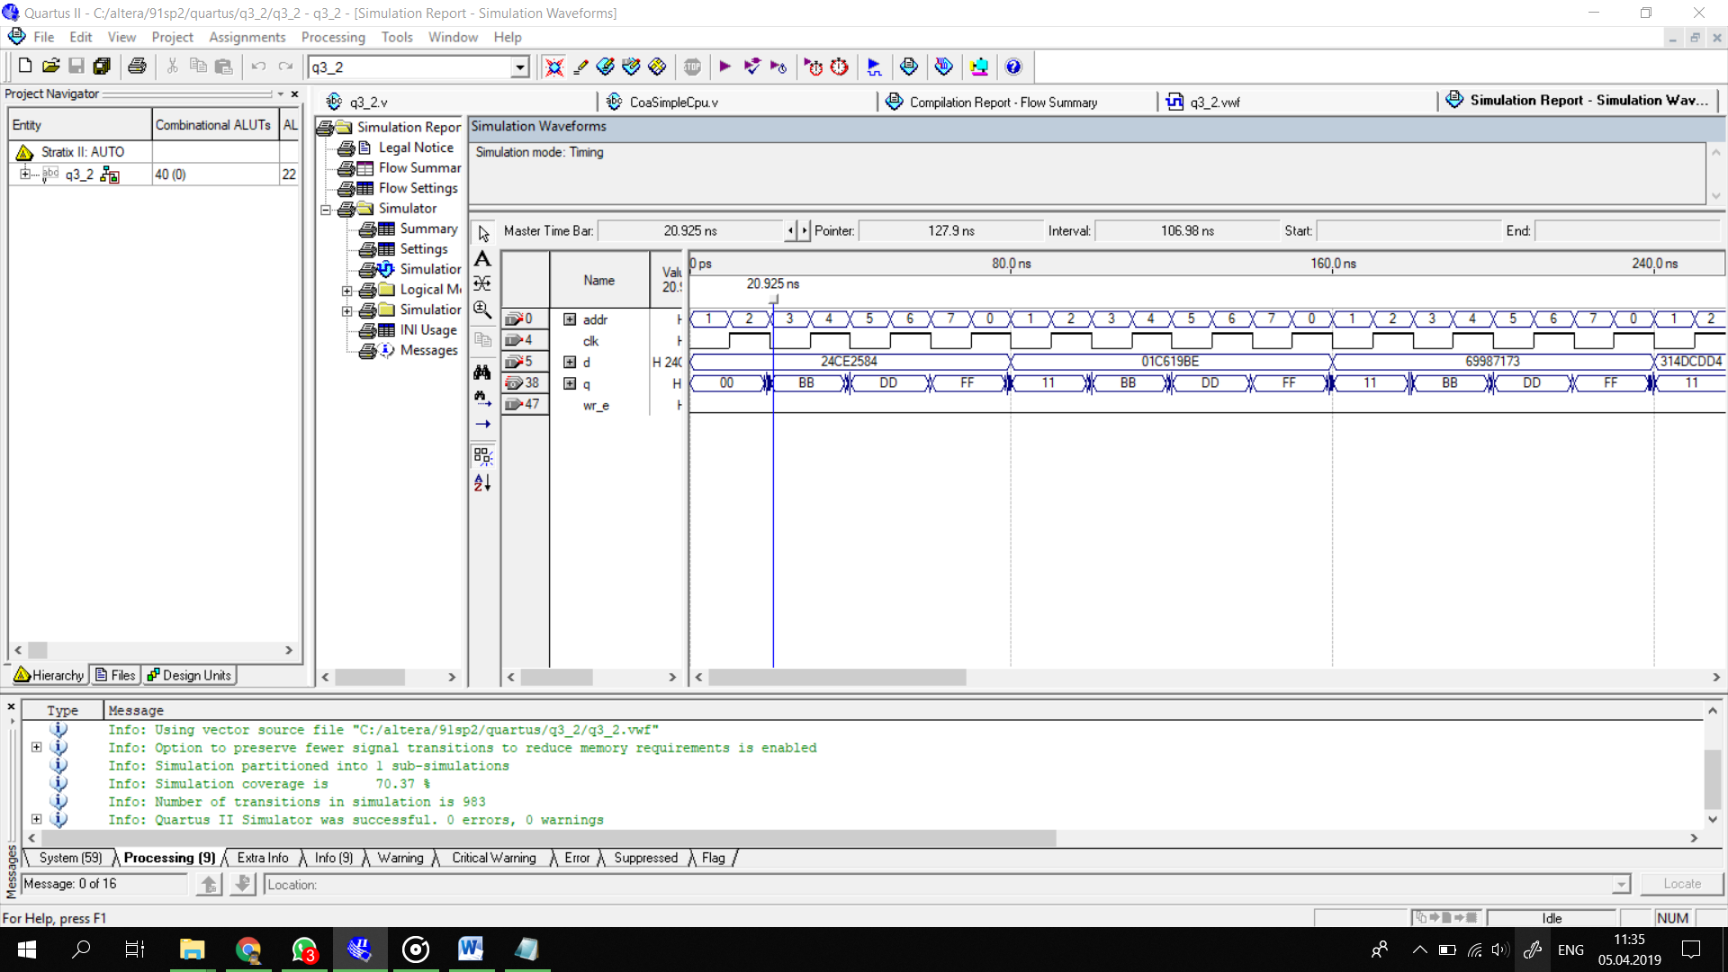 Quartus II - C:/altera/91sp2/quartus/q3_2/q3_2 - q3_2 - [Simulation Report - Simulation Waveforms]
File Edit View Project Assignments Processing Tools Window Help
q3_2
Project Navigator
Entity Combinational ALUTs AL
Stratix II: AUTO
q3_2 40 (0) 22
Hierarchy Files Design Units
q3_2.v CoaSimpleCpu.v Compilation Report - Flow Summary q3_2.vwf Simulation Report - Simulation Wav...
Simulation Repor
Legal Notice
Flow Summar
Flow Settings
Simulator
Summary
Settings
Simulation
Logical M
Simulation
INI Usage
Messages
Simulation Waveforms
Simulation mode: Timing
Master Time Bar: 20.925 ns Pointer: 127.9 ns Interval: 106.98 ns Start: End:
Name Valu 20.9
0 ps 80.0 ns 160.0 ns 240.0 ns
20.925 ns
0 addr H 1 2 3 4 5 6 7 0 1 2 3 4 5 6 7 0 1 2 3 4 5 6 7 0 1 2
4 clk H
5 d H 240 24CE2584 01C619BE 69987173 314DCDD4
38 q H 00 BB DD FF 11 BB DD FF 11 BB DD FF 11
47 wr_e H
Type Message
Info: Using vector source file "C:/altera/91sp2/quartus/q3_2/q3_2.vwf"
Info: Option to preserve fewer signal transitions to reduce memory requirements is enabled
Info: Simulation partitioned into 1 sub-simulations
Info: Simulation coverage is 70.37 %
Info: Number of transitions in simulation is 983
Info: Quartus II Simulator was successful. 0 errors, 0 warnings
System (59) Processing (9) Extra Info Info (9) Warning Critical Warning Error Suppressed Flag
Messages
Message: 0 of 16 Location: Locate
For Help, press F1 Idle NUM
3 ENG 11:35
05.04.2019